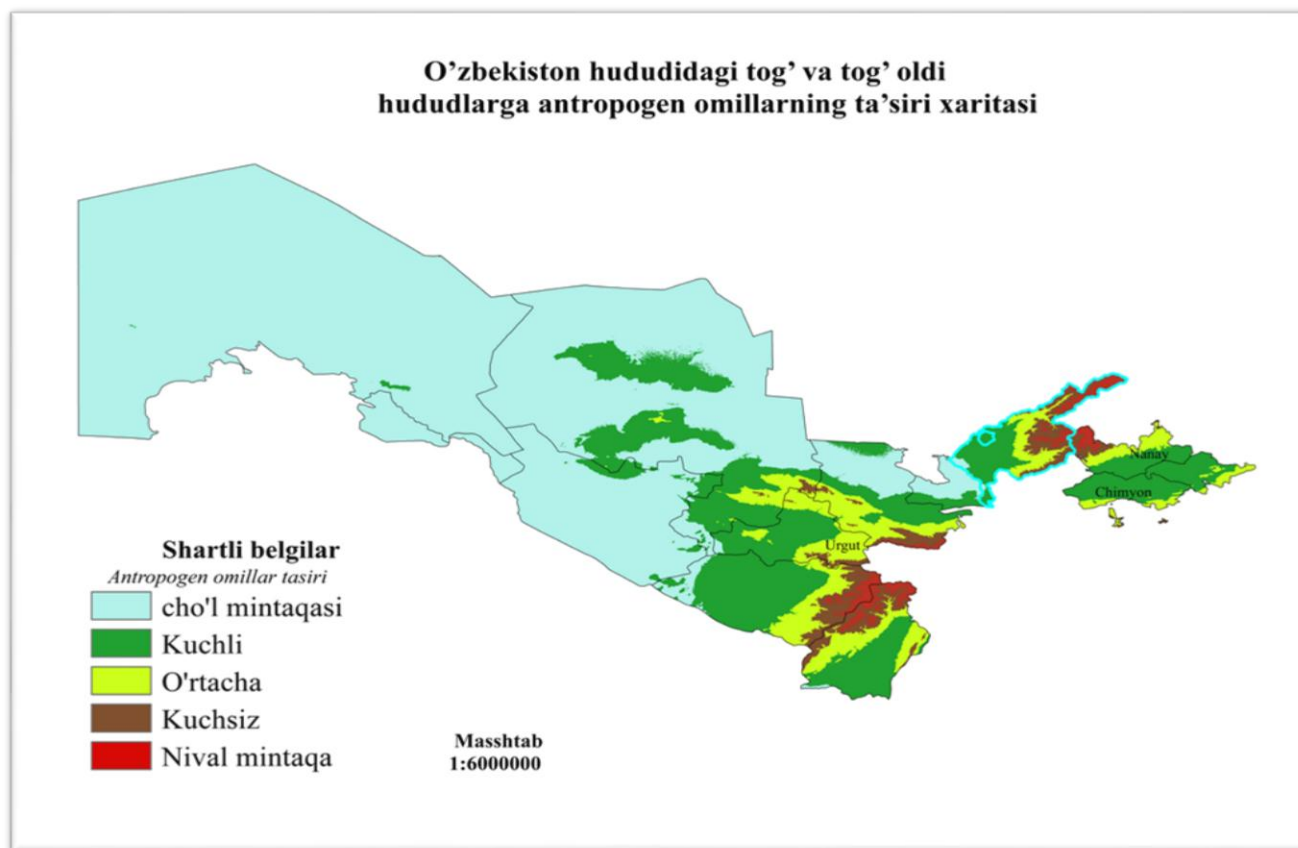 O’zbekiston hududidagi tog’ va tog’ oldi
hududlarga antropogen omillarning ta’siri xaritasi
Nanay
Chimyon
Urgut
Shartli belgilar
Antropogen omillar tasiri
cho'l mintaqasi
Kuchli
O'rtacha
Kuchsiz
Nival mintaqa
Masshtab
1:6000000